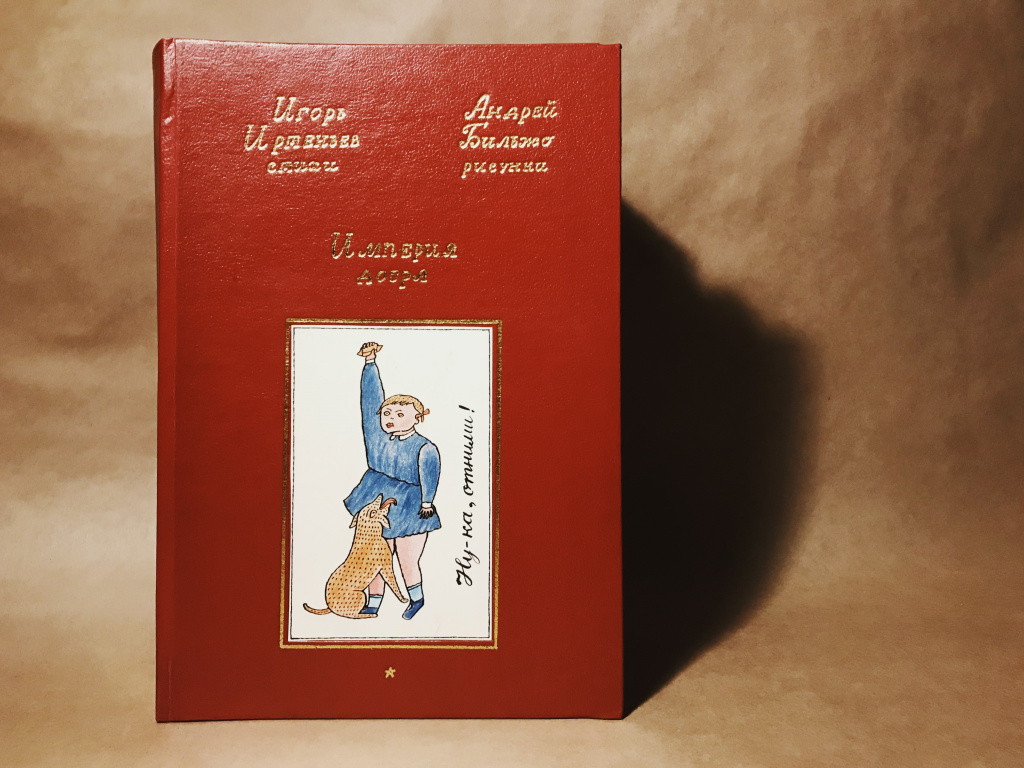 Игорь
Иртеньев
стихи
Андрей
Бильжо
рисунки
Империя
добра
Ну-ка, отними!